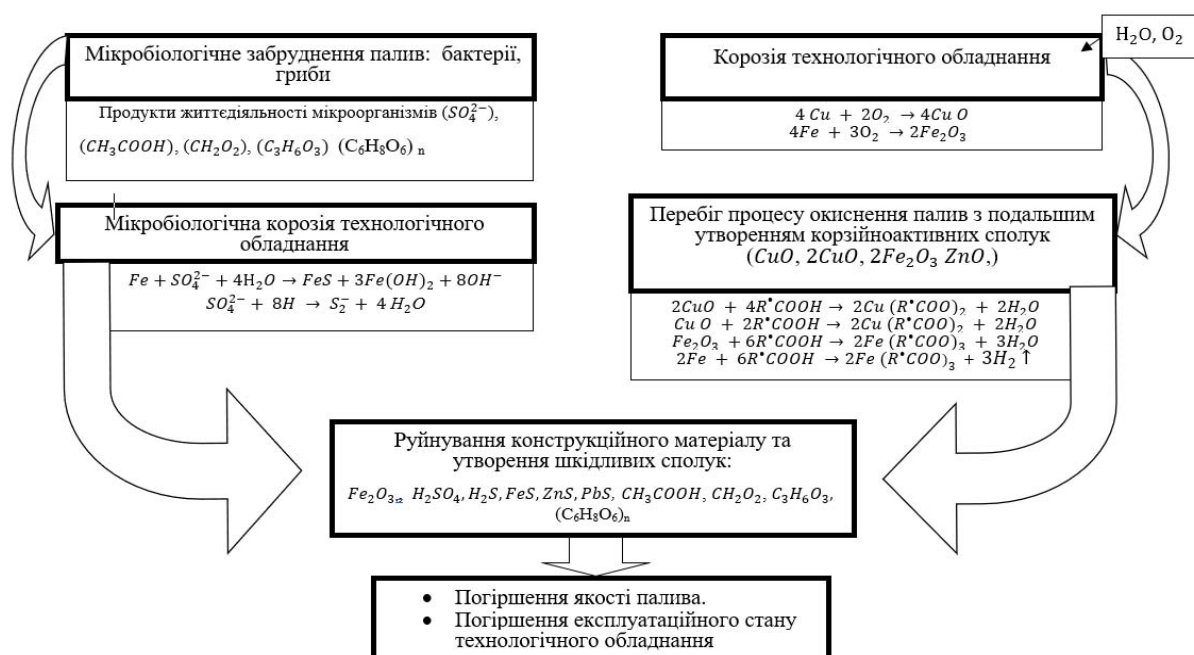 Мікробіологічне забруднення палив: бактерії,
гриби
Продукти життєдіяльності мікроорганізмів (SO₄²⁻),
(CH₃COOH), (CH₂O₂), (C₃H₆O₃) (C₆H₈O₆) n
Мікробіологічна корозія технологічного
обладнання
Fe + SO₄²⁻ + 4H₂O → FeS + 3Fe(OH)₂ + 8OH⁻
SO₄²⁻ + 8H → S₂⁻ + 4 H₂O
H₂O, O₂
Корозія технологічного обладнання
4 Cu + 2O₂ → 4Cu O
4Fe + 3O₂ → 2Fe₂O₃
Перебіг процесу окиснення палив з подальшим
утворенням корзійноактивних сполук
(CuO, 2CuO, 2Fe₂O₃ ZnO,)
2CuO + 4R•COOH → 2Cu (R•COO)₂ + 2H₂O
Cu O + 2R•COOH → 2Cu (R•COO)₂ + 2H₂O
Fe₂O₃ + 6R•COOH → 2Fe (R•COO)₃ + 3H₂O
2Fe + 6R•COOH → 2Fe (R•COO)₃ + 3H₂ ↑
Руйнування конструкційного матеріалу та
утворення шкідливих сполук:
Fe₂O₃, H₂SO₄, H₂S, FeS, ZnS, PbS, CH₃COOH, CH₂O₂, C₃H₆O₃,
(C₆H₈O₆)n
• Погіршення якості палива.
• Погіршення експлуатаційного стану
технологічного обладнання